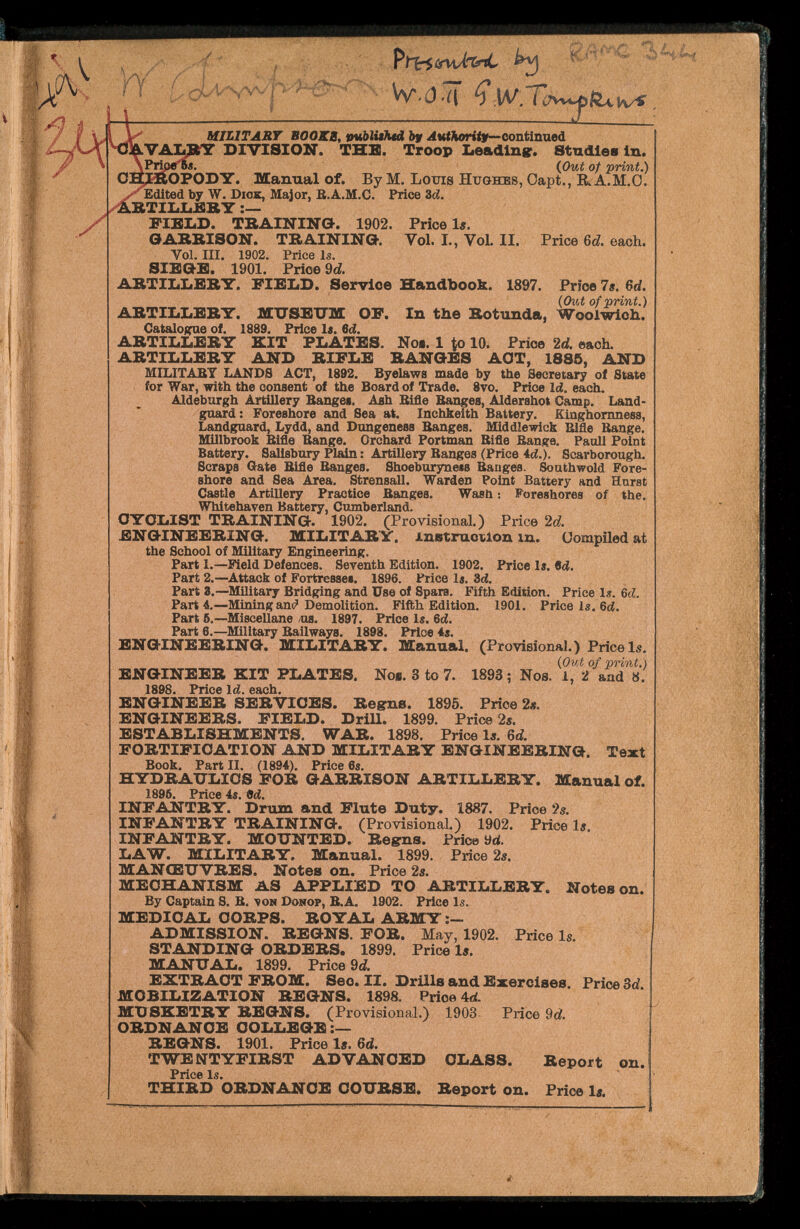 Presented by RAMC 344
W.O.II G.W. Tompkins
MILITARY BOOKS, published by Authority—continued
CAVALRY DIVISION. THE. Troop Leading. Studies in.
Price 5s. (Out of print.)
CHIROPODY. Manual of. By M. LOUIS HUGHES, Capt., R.A.M.C.
Edited by W. DICK, Major, R.A.M.C. Price 3d.
ARTILLERY:—
FIELD. TRAINING. 1902. Price 1s.
GARRISON. TRAINING. Vol. I., Vol. II. Price 6d. each.
Vol. III. 1902. Price 1s.
SIEGE. 1901. Price 9d.
ARTILLERY. FIELD. Service Handbook. 1897. Price 7s. 6d.
(Out of print.)
ARTILLERY. MUSEUM OF. In the Rotunda, Woolwich.
Catalogue of. 1889. Price 1s. 6d.
ARTILLERY KIT PLATES. Nos. 1 to 10. Price 2d. each.
ARTILLERY AND RIFLE RANGES ACT, 1885, AND
MILITARY LANDS ACT, 1892. Byelaws made by the Secretary of State
for War, with the consent of the Board of Trade. 8vo. Price 1d. each.
Aldeburgh Artillery Ranges. Ash Rifle Ranges, Aldershot Camp. Land-
guard: Foreshore and Sea at. Inchkeith Battery. Kinghornness,
Landguard, Lydd, and Dungeness Ranges. Middlewick Rifle Range.
Millbrook Rifle Range. Orchard Portman Rifle Range. Paull Point
Battery. Salisbury Plain: Artillery Ranges (Price 4d.). Scarborough.
Scraps Gate Rifle Ranges. Shoeburyness Ranges. Southwold Fore-
shore and Sea Area. Strensall. Warden Point Battery and Hurst
Castle Artillery Practice Ranges. Wash: Foreshores of the.
Whitehaven Battery, Cumberland.
CYCLIST TRAINING. 1902. (Provisional.) Price 2d.
ENGINEERING. MILITARY. Instruction in. Compiled at
the School of Military Engineering.
Part 1.—Field Defences. Seventh Edition. 1902. Price 1s. 6d.
Part 2.—Attack of Fortresses. 1896. Price 1s. 3d.
Part 3.—Military Bridging and Use of Spars. Fifth Edition. Price 1s. 6d.
Part 4.—Mining and Demolition. Fifth Edition. 1901. Price 1s. 6d.
Part 5.—Miscellane us. 1897. Price 1s. 6d.
Part 6.—Military Railways. 1898. Price 4s.
ENGINEERING. MILITARY. Manual. (Provisional.) Price 1s.
(Out of print.)
ENGINEER KIT PLATES. Nos. 3 to 7. 1893; Nos. 1, 2 and 8.
1898. Price 1d. each.
ENGINEER SERVICES. Regns. 1895. Price 2s.
ENGINEERS. FIELD. Drill. 1899. Price 2s.
ESTABLISHMENTS. WAR. 1898. Price 1s. 6d.
FORTIFICATION AND MILITARY ENGINEERING. Text
Book. Part II. (1894). Price 6s.
HYDRAULICS FOR GARRISON ARTILLERY. Manual of.
1896. Price 4s. 6d.
INFANTRY. Drum and Flute Duty. 1887. Price 2s.
INFANTRY TRAINING. (Provisional.) 1902. Price 1s.
INFANTRY. MOUNTED. Regns. Price 9d.
LAW. MILITARY. Manual. 1899. Price 2s.
MANŒUVRES. Notes on. Price 2s.
MECHANISM AS APPLIED TO ARTILLERY. Notes on.
By Captain S. R. VON DONOP, R.A. 1902. Price 1s.
MEDICAL CORPS. ROYAL ARMY:—
ADMISSION. REGNS. FOR. May, 1902. Price 1s.
STANDING ORDERS. 1899. Price 1s.
MANUAL. 1899. Price 9d.
EXTRACT FROM. Sec. II. Drills and Exercises. Price 3d.
MOBILIZATION REGNS. 1898. Price 4d.
MUSKETRY REGNS. (Provisional.) 1903 Price 9d.
ORDNANCE COLLEGE:—
REGNS. 1901. Price 1s. 6d.
TWENTYFIRST ADVANCED CLASS. Report on.
Price 1s.
THIRD ORDNANCE COURSE. Report on. Price 1s.